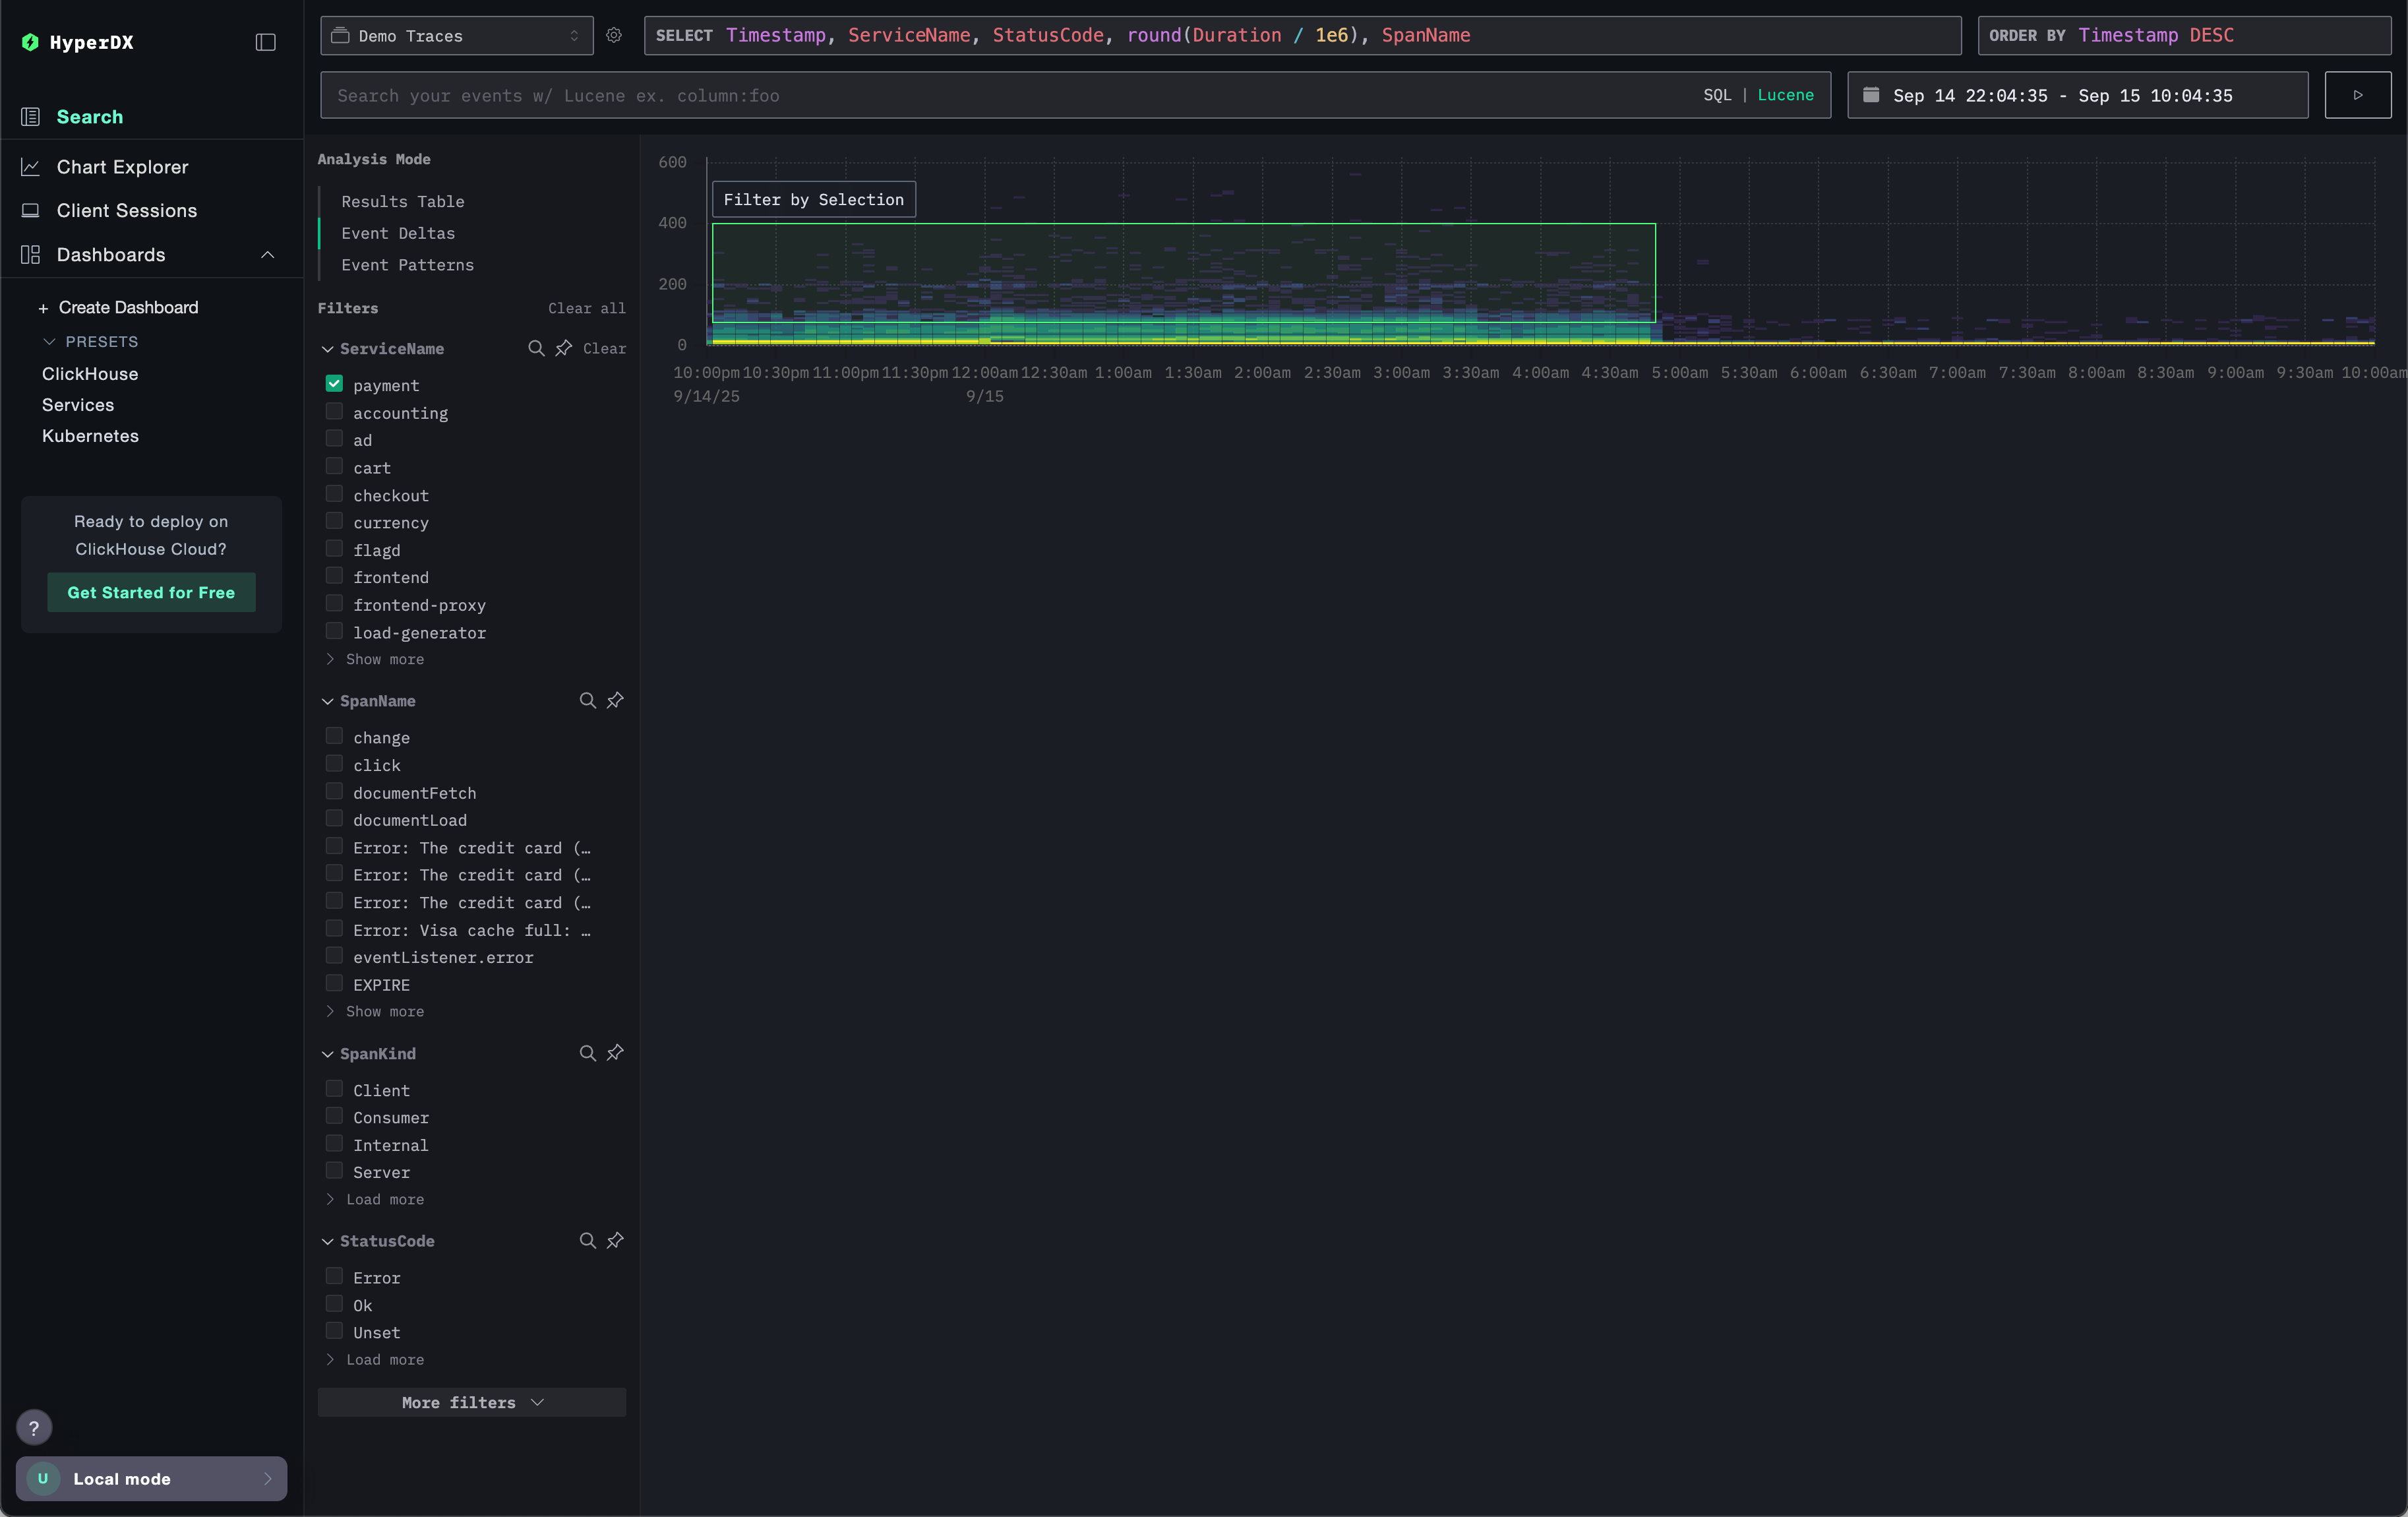 HyperDX
Search
Chart Explorer
Client Sessions
Dashboards
+ Create Dashboard
PRESETS
ClickHouse
Services
Kubernetes
Ready to deploy on
ClickHouse Cloud?
Get Started for Free
?
U Local mode
Demo Traces
SELECT Timestamp, ServiceName, StatusCode, round(Duration / 1e6), SpanName
ORDER BY Timestamp DESC
Search your events w/ Lucene ex. column:foo
SQL | Lucene
Sep 14 22:04:35 - Sep 15 10:04:35
Analysis Mode
Results Table
Event Deltas
Event Patterns
Filters Clear all
ServiceName Clear
payment
accounting
ad
cart
checkout
currency
flagd
frontend
frontend-proxy
load-generator
Show more
SpanName
change
click
documentFetch
documentLoad
Error: The credit card (…
Error: The credit card (…
Error: The credit card (…
Error: Visa cache full: …
eventListener.error
EXPIRE
Show more
SpanKind
Client
Consumer
Internal
Server
Load more
StatusCode
Error
Ok
Unset
Load more
More filters
600
400
200
0
Filter by Selection
10:00pm 10:30pm 11:00pm 11:30pm 12:00am 12:30am 1:00am 1:30am 2:00am 2:30am 3:00am 3:30am 4:00am 4:30am 5:00am 5:30am 6:00am 6:30am 7:00am 7:30am 8:00am 8:30am 9:00am 9:30am 10:00am
9/14/25 9/15